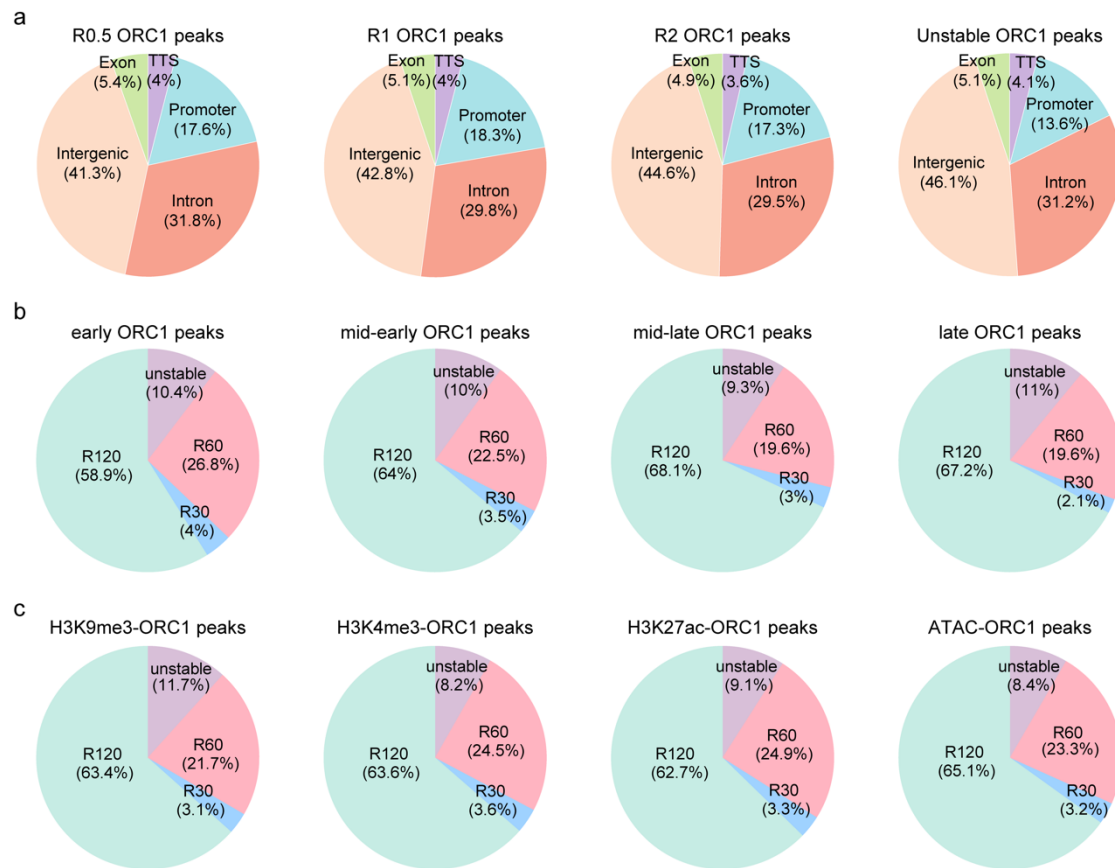 a
R0.5 ORC1 peaks
Exon
(5.4%)
TTS
(4%)
Promoter
(17.6%)
Intergenic
(41.3%)
Intron
(31.8%)
R1 ORC1 peaks
Exon
(5.1%)
TTS
(4%)
Promoter
(18.3%)
Intergenic
(42.8%)
Intron
(29.8%)
R2 ORC1 peaks
Exon
(4.9%)
TTS
(3.6%)
Promoter
(17.3%)
Intergenic
(44.6%)
Intron
(29.5%)
Unstable ORC1 peaks
Exon
(5.1%)
TTS
(4.1%)
Promoter
(13.6%)
Intergenic
(46.1%)
Intron
(31.2%)
b
early ORC1 peaks
unstable
(10.4%)
R60
(26.8%)
R120
(58.9%)
R30
(4%)
mid-early ORC1 peaks
unstable
(10%)
R60
(22.5%)
R120
(64%)
R30
(3.5%)
mid-late ORC1 peaks
unstable
(9.3%)
R60
(19.6%)
R120
(68.1%)
R30
(3%)
late ORC1 peaks
unstable
(11%)
R60
(19.6%)
R120
(67.2%)
R30
(2.1%)
c
H3K9me3-ORC1 peaks
unstable
(11.7%)
R60
(21.7%)
R120
(63.4%)
R30
(3.1%)
H3K4me3-ORC1 peaks
unstable
(8.2%)
R60
(24.5%)
R120
(63.6%)
R30
(3.6%)
H3K27ac-ORC1 peaks
unstable
(9.1%)
R60
(24.9%)
R120
(62.7%)
R30
(3.3%)
ATAC-ORC1 peaks
unstable
(8.4%)
R60
(23.3%)
R120
(65.1%)
R30
(3.2%)